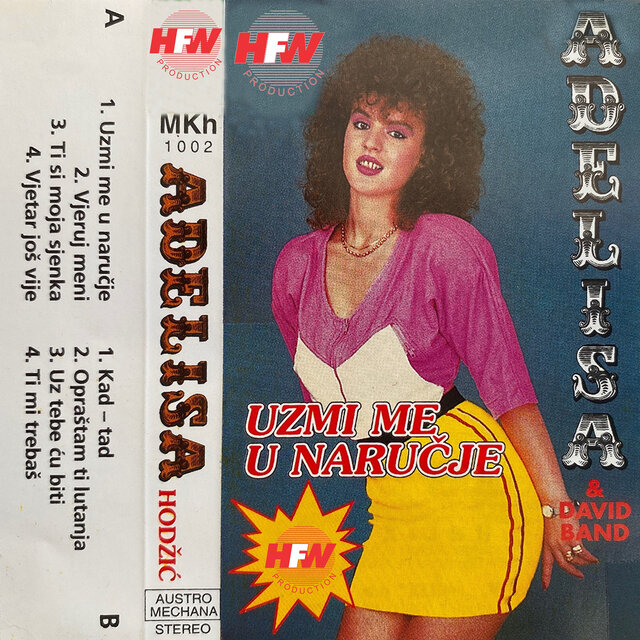 A
1. Uzmi me u naručje
2. Vjeruj meni
3. Ti si moja sjenka
4. Vjetar još vije
1. Kad – tad
2. Opraštam ti lutanja
3. Uz tebe ću biti
4. Ti mi trebaš
B
HFW
PRODUCTION
MKh
1002
ADELISA
HODŽIĆ
AUSTRO
MECHANA
STEREO
HFW
PRODUCTION
ADELISA
& DAVID
BAND
UZMI ME
U NARUČJE
HFW
PRODUCTION